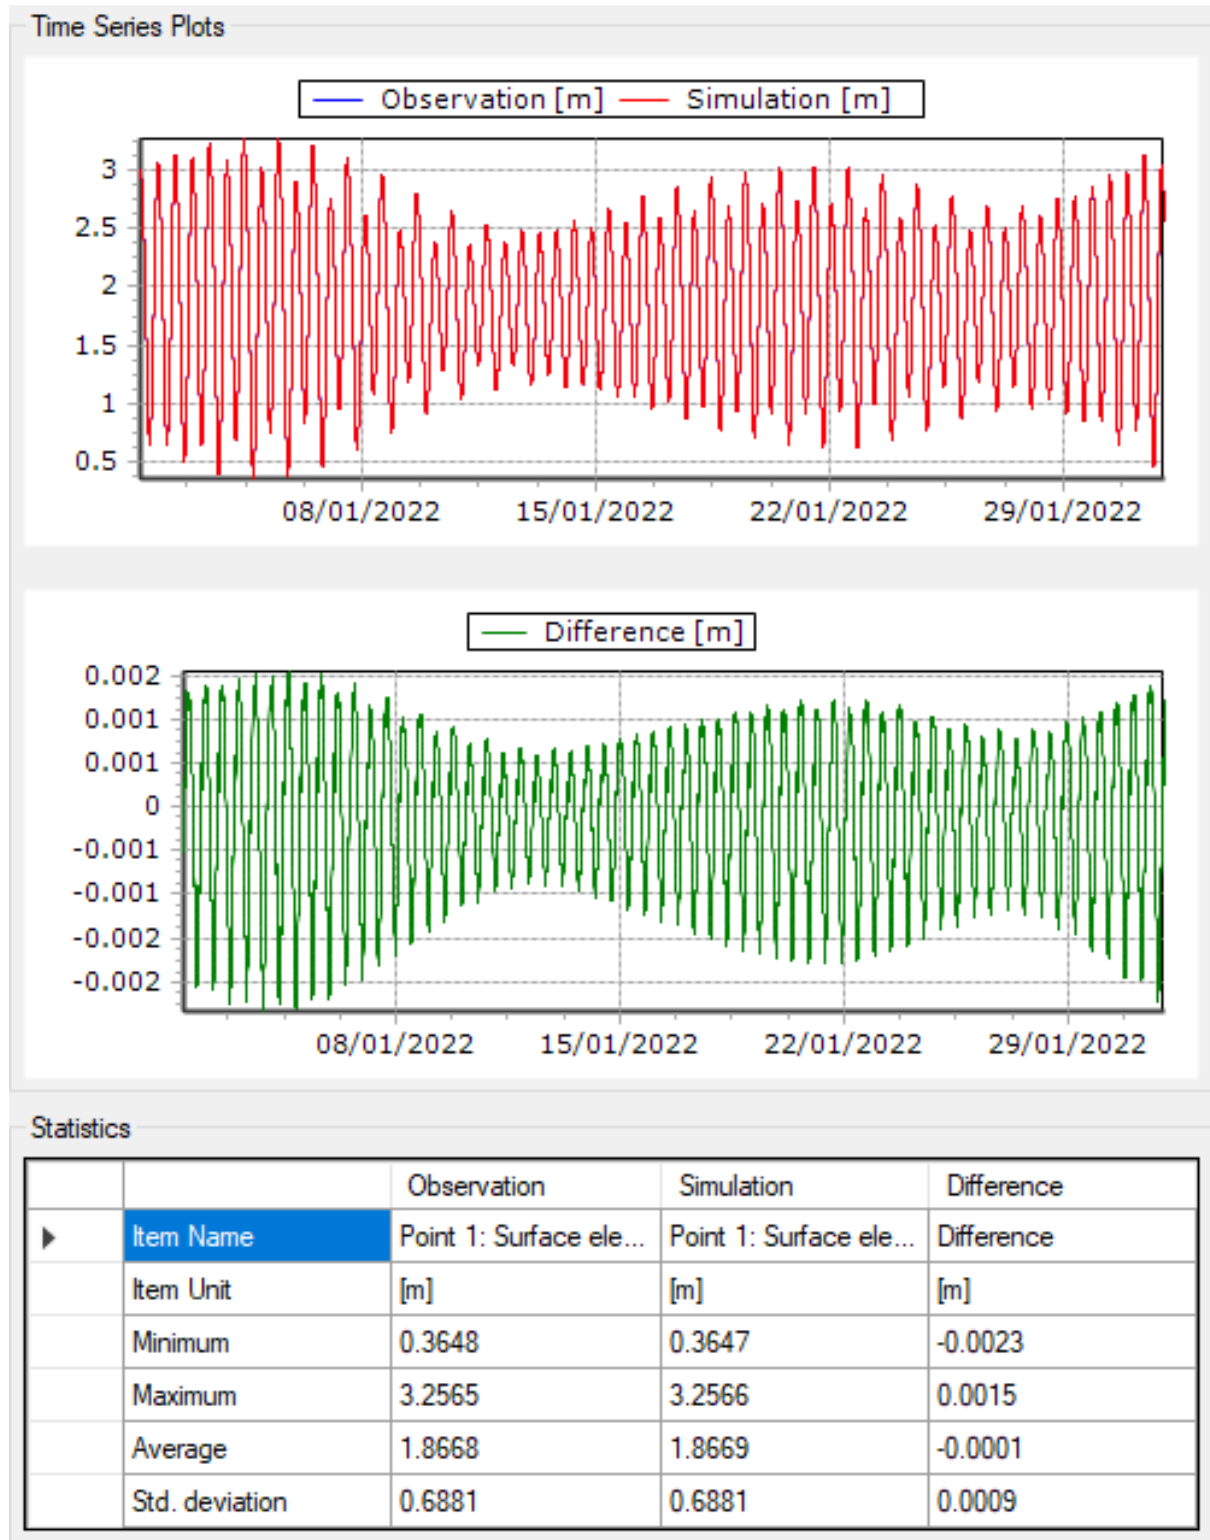 Time Series Plots
Observation [m] Simulation [m]
3
2.5
2
1.5
1
0.5
08/01/2022 15/01/2022 22/01/2022 29/01/2022
Difference [m]
0.002
0.001
0.001
0
-0.001
-0.001
-0.002
-0.002
08/01/2022 15/01/2022 22/01/2022 29/01/2022
Statistics
Observation Simulation Difference
Item Name Point 1: Surface ele... Point 1: Surface ele... Difference
Item Unit [m] [m] [m]
Minimum 0.3648 0.3647 -0.0023
Maximum 3.2565 3.2566 0.0015
Average 1.8668 1.8669 -0.0001
Std. deviation 0.6881 0.6881 0.0009